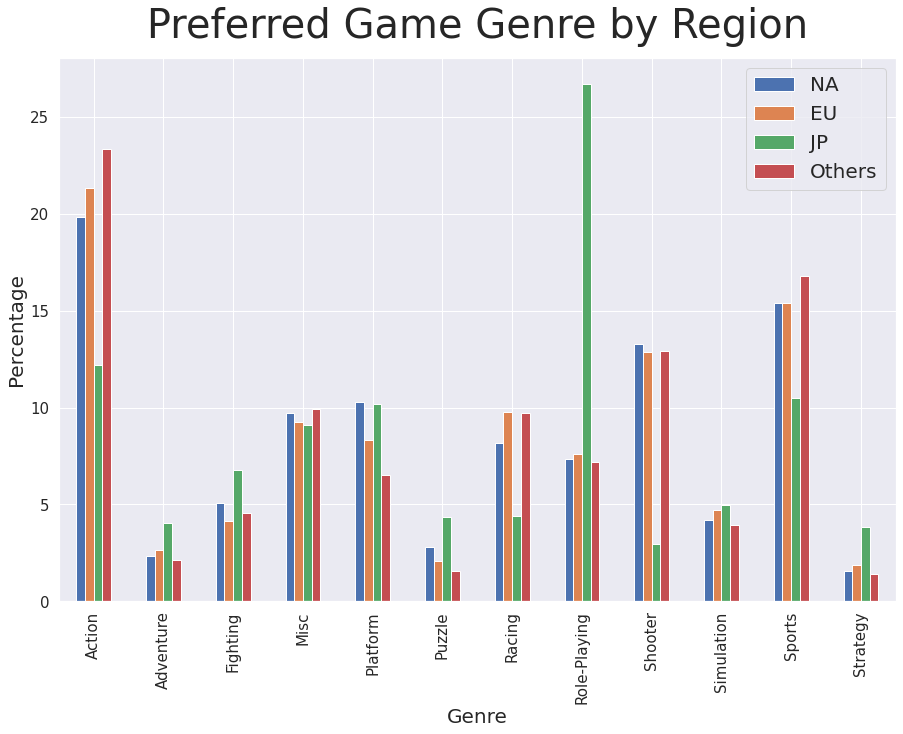 Preferred Game Genre by Region
NA
EU
JP
Others
Percentage
25
20
15
10
5
0
Action
Adventure
Fighting
Misc
Platform
Puzzle
Racing
Role-Playing
Shooter
Simulation
Sports
Strategy
Genre